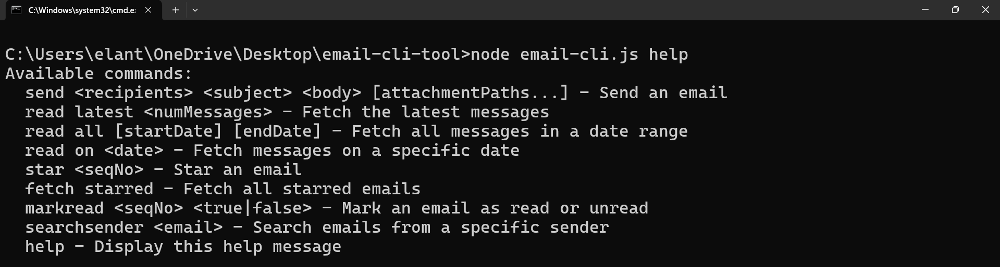 C:\Windows\system32\cmd.e
C:\Users\elant\OneDrive\Desktop\email-cli-tool>node email-cli.js help
Available commands:
  send <recipients> <subject> <body> [attachmentPaths...] - Send an email
  read latest <numMessages> - Fetch the latest messages
  read all [startDate] [endDate] - Fetch all messages in a date range
  read on <date> - Fetch messages on a specific date
  star <seqNo> - Star an email
  fetch starred - Fetch all starred emails
  markread <seqNo> <true|false> - Mark an email as read or unread
  searchsender <email> - Search emails from a specific sender
  help - Display this help message